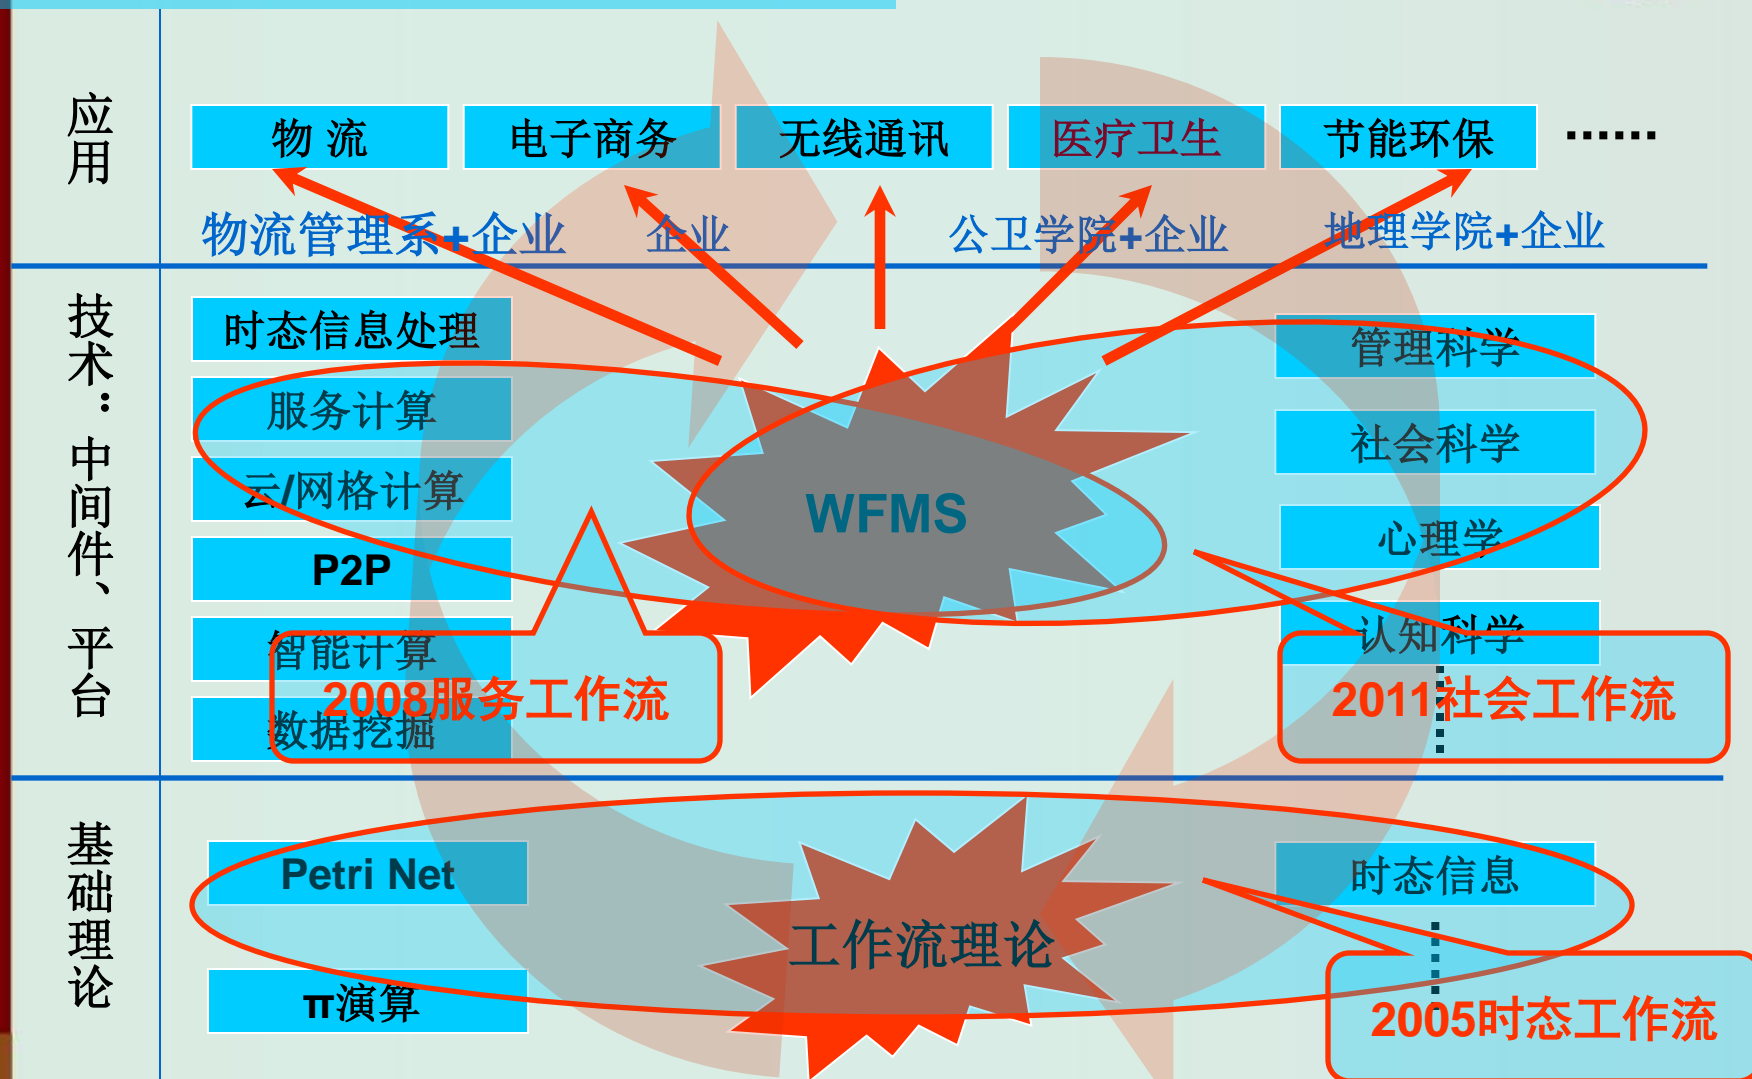 应用
物 流
电子商务
无线通讯
医疗卫生
节能环保
······
物流管理系+企业
企业
公卫学院+企业
地理学院+企业
技术：中间件、平台
时态信息处理
服务计算
云/网格计算
P2P
智能计算
数据挖掘
WFMS
管理科学
社会科学
心理学
认知科学
2008服务工作流
2011社会工作流
基础理论
Petri Net
π演算
工作流理论
时态信息
2005时态工作流